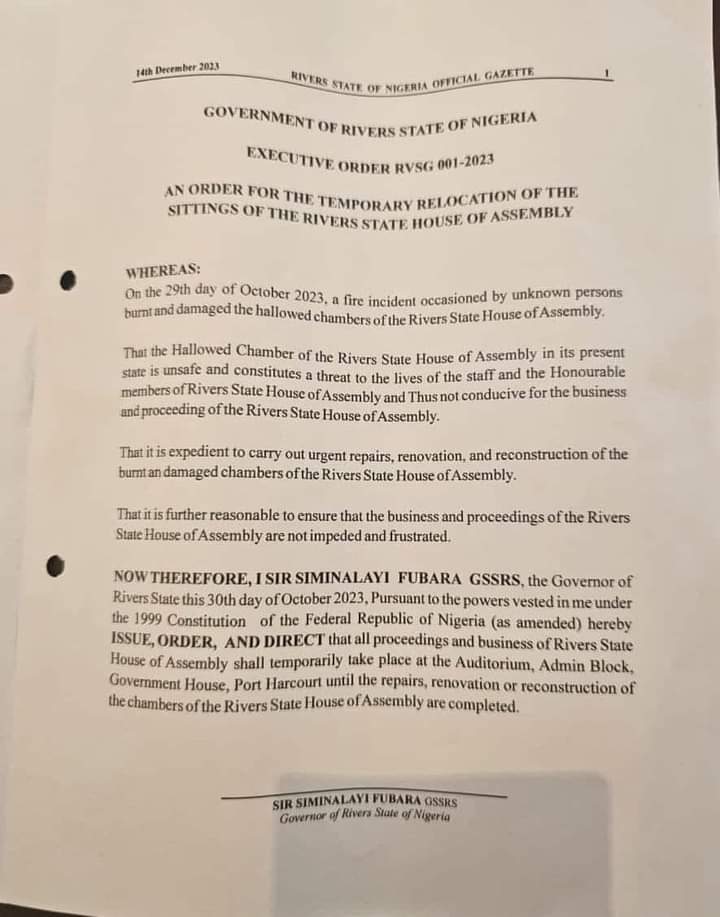 14th December 2023
RIVERS STATE OF NIGERIA OFFICIAL GAZETTE
1
GOVERNMENT OF RIVERS STATE OF NIGERIA
EXECUTIVE ORDER RVSG 001-2023
AN ORDER FOR THE TEMPORARY RELOCATION OF THE
SITTINGS OF THE RIVERS STATE HOUSE OF ASSEMBLY
WHEREAS:
On the 29th day of October 2023, a fire incident occasioned by unknown persons
burnt and damaged the hallowed chambers of the Rivers State House of Assembly.
That the Hallowed Chamber of the Rivers State House of Assembly in its present
state is unsafe and constitutes a threat to the lives of the staff and the Honourable
members of Rivers State House of Assembly and Thus not conducive for the business
and proceeding of the Rivers State House of Assembly.
That it is expedient to carry out urgent repairs, renovation, and reconstruction of the
burnt an damaged chambers of the Rivers State House of Assembly.
That it is further reasonable to ensure that the business and proceedings of the Rivers
State House of Assembly are not impeded and frustrated.
NOW THEREFORE, I SIR SIMINALAYI FUBARA GSSRS, the Governor of
Rivers State this 30th day of October 2023, Pursuant to the powers vested in me under
the 1999 Constitution of the Federal Republic of Nigeria (as amended) hereby
ISSUE, ORDER, AND DIRECT that all proceedings and business of Rivers State
House of Assembly shall temporarily take place at the Auditorium, Admin Block,
Government House, Port Harcourt until the repairs, renovation or reconstruction of
the chambers of the Rivers State House of Assembly are completed.
SIR SIMINALAYI FUBARA GSSRS
Governor of Rivers State of Nigeria